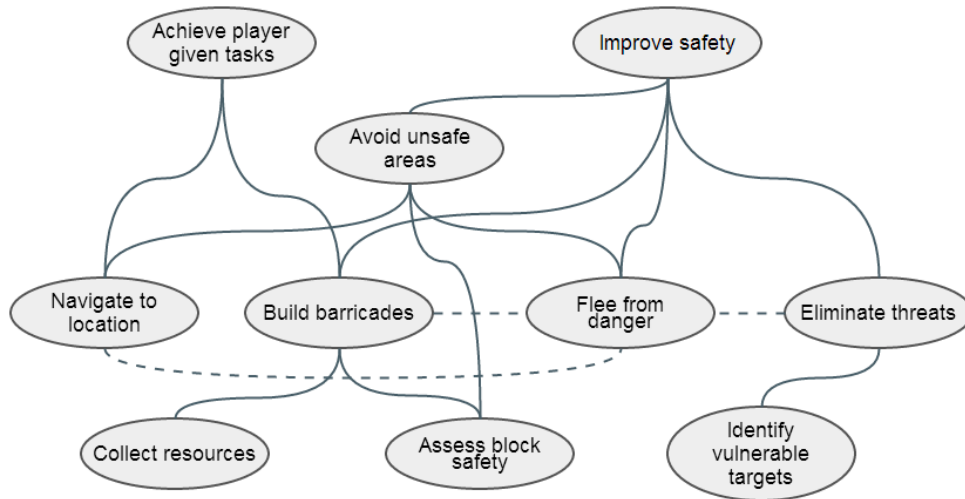 Achieve player
given tasks
Improve safety
Avoid unsafe
areas
Navigate to
location
Build barricades
Flee from
danger
Eliminate threats
Collect resources
Assess block
safety
Identify
vulnerable
targets